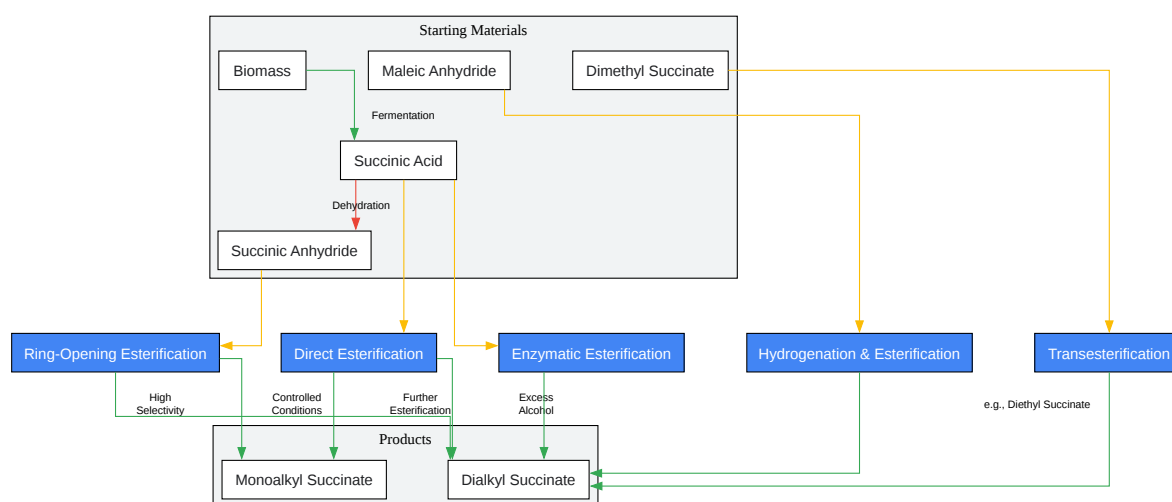 Starting Materials
Biomass
Maleic Anhydride
Dimethyl Succinate
Fermentation
Succinic Acid
Dehydration
Succinic Anhydride
Ring-Opening Esterification
Direct Esterification
Enzymatic Esterification
Hydrogenation & Esterification
Transesterification
High
Selectivity
Controlled
Conditions
Further
Esterification
Excess
Alcohol
e.g., Diethyl Succinate
Products
Monoalkyl Succinate
Dialkyl Succinate